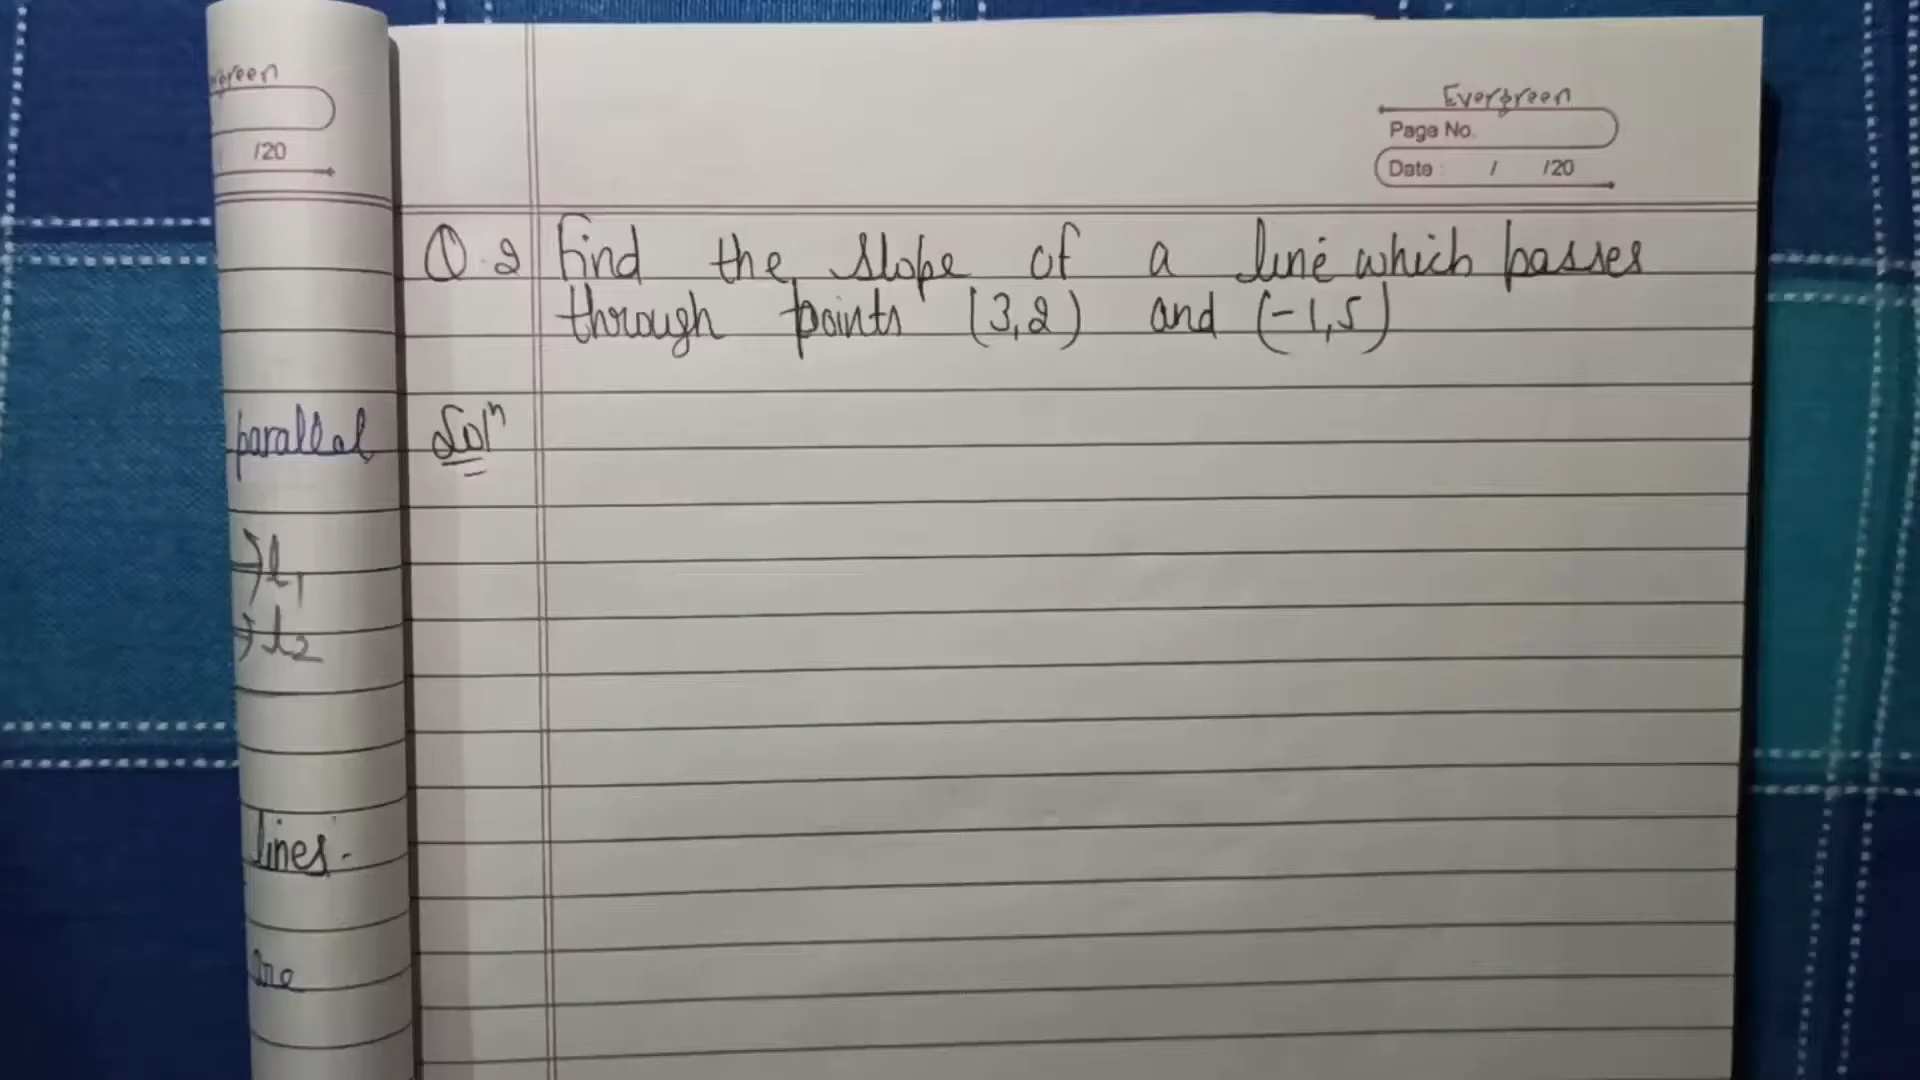 Evergreen
Page No.
Date : / /20
/20
Q.2 find the slope of a line which passes
through points (3,2) and (-1,5)
Solⁿ
parallel
l1
l2
lines.
are